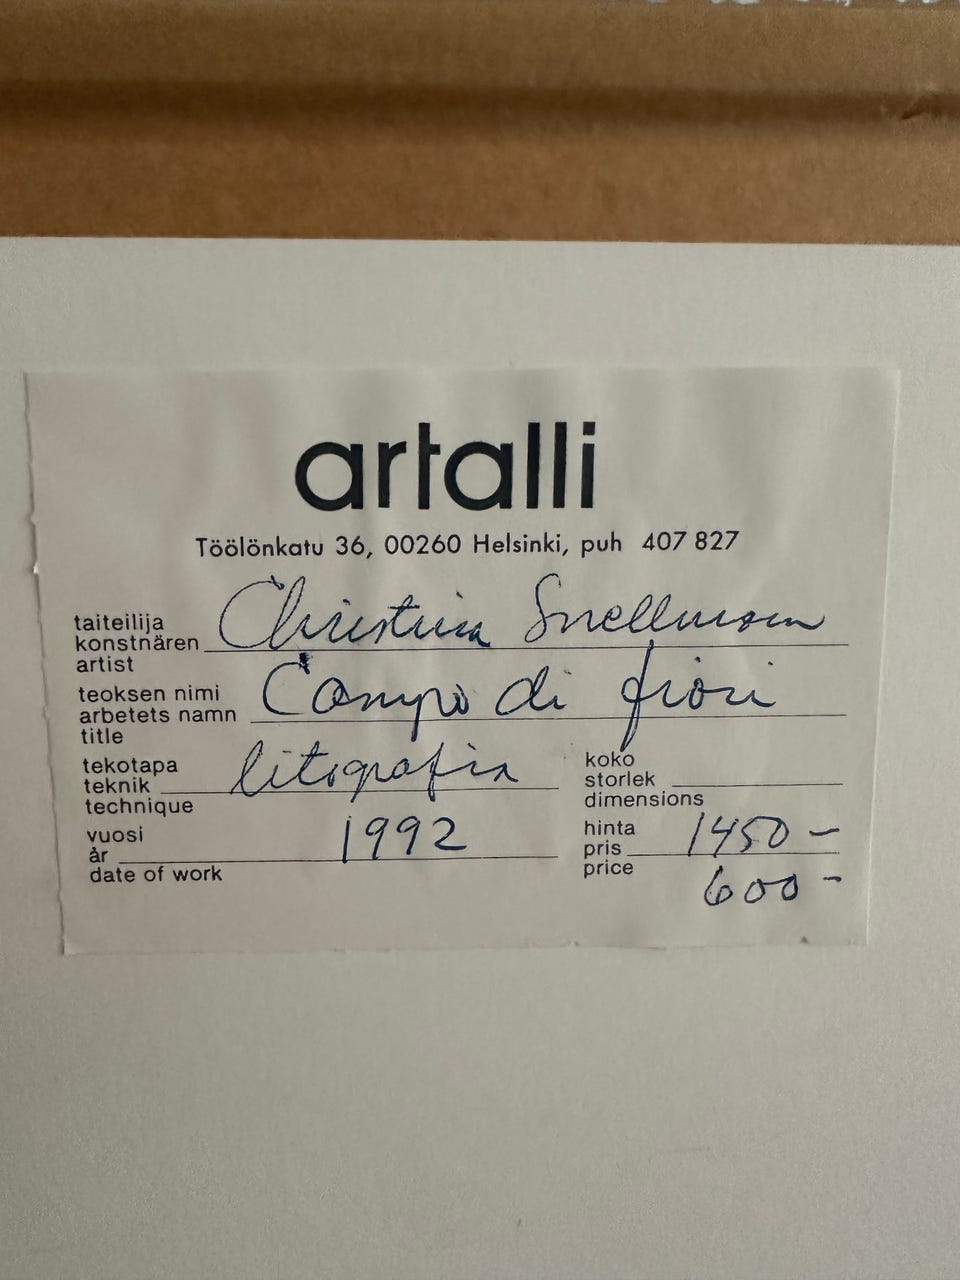 artalli
Töölönkatu 36, 00260 Helsinki, puh 407 827
taiteilija
konstnären Christina Snellman
artist
teoksen nimi
arbetets namn Campo di fiori
title
tekotapa
teknik litografia
technique
koko
storlek
dimensions
vuosi
år 1992
date of work
hinta
pris 1450 –
price
600 –